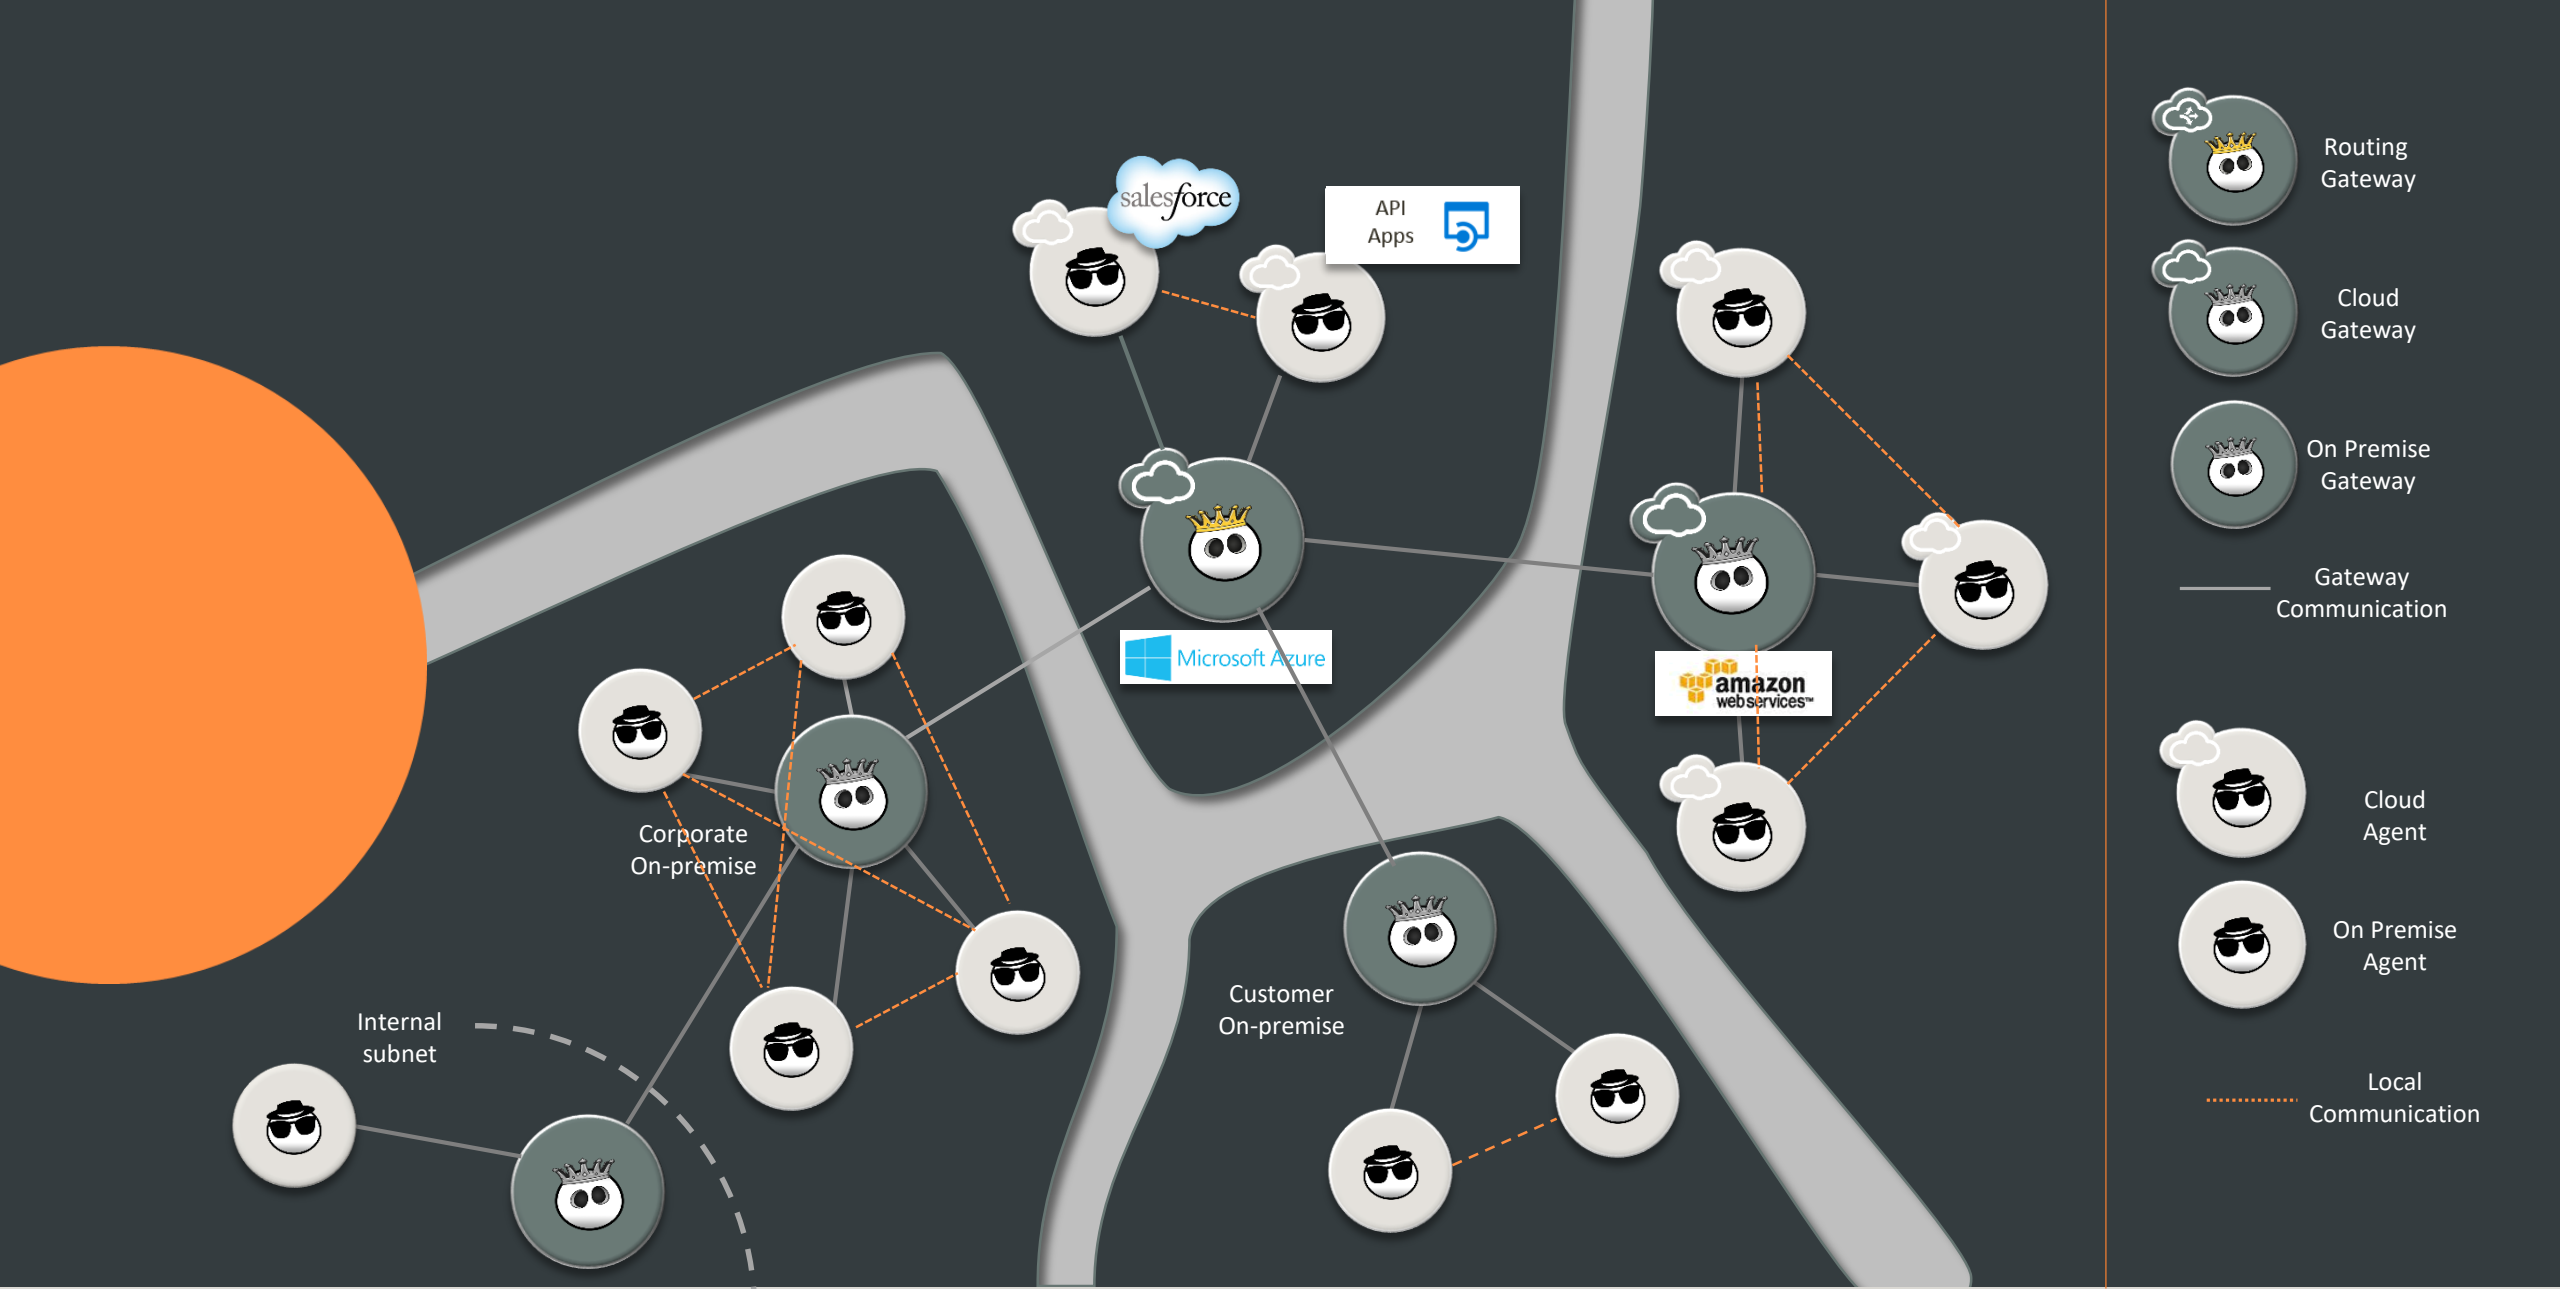 salesforce
API
Apps
Microsoft Azure
amazon
webservices™
Corporate
On-premise
Customer
On-premise
Internal
subnet
Routing
Gateway
Cloud
Gateway
On Premise
Gateway
Gateway
Communication
Cloud
Agent
On Premise
Agent
Local
Communication